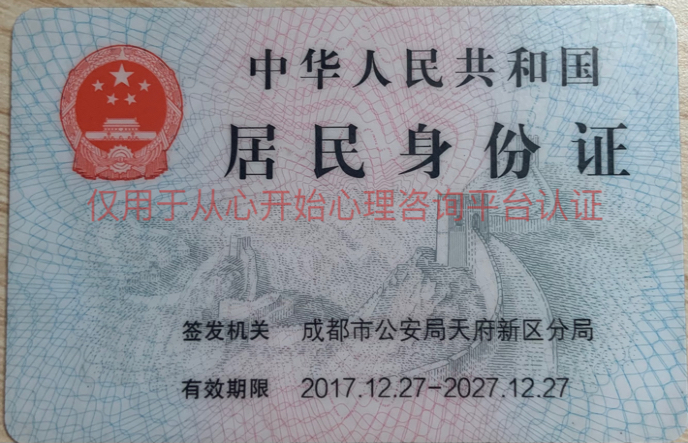 中华人民共和国
居民身份证
仅用于从心开始心理咨询平台认证
签发机关 成都市公安局天府新区分局
有效期限 2017.12.27-2027.12.27